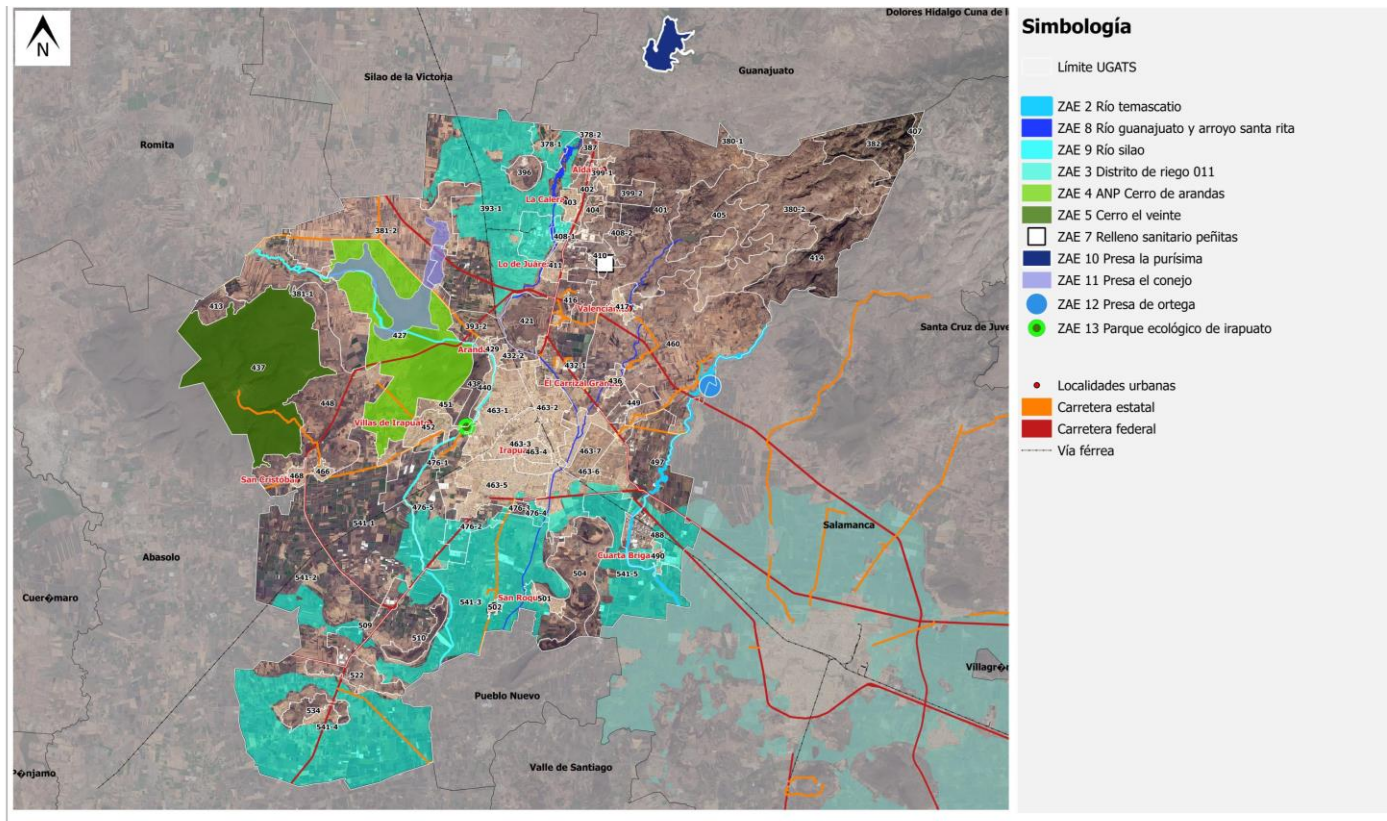 N
Dolores Hidalgo Cuna de
Silao de la Victoria
Guanajuato
Romita
378-2
380-1
407
378-1
387
382
396
Aldá
399-1
402
399-2
La Calera
403
404
401
405
380-2
393-1
381-2
408-1
408-2
414
Lo de Juáre
411
410
413
381-1
416
Valencian
417
421
427
393-2
Santa Cruz de Juve
Aranda
429
432-2
460
437
432-1
439
440
El Carrizal Gran
436
448
451
463-1
463-2
449
Villas de Irapuat
452
463-3
Irapua
463-4
463-7
476-1
497
463-6
San Cristóbal
468
466
463-5
476-5
476-3
476-4
541-1
476-2
Salamanca
488
Cuarta Briga
490
Abasolo
504
541-5
541-2
Cuer�maro
541-3
San Roqu
501
502
509
510
Villagr�
522
Pueblo Nuevo
534
541-4
P�njamo
Valle de Santiago
Simbología
Límite UGATS
ZAE 2 Río temascatio
ZAE 8 Río guanajuato y arroyo santa rita
ZAE 9 Río silao
ZAE 3 Distrito de riego 011
ZAE 4 ANP Cerro de arandas
ZAE 5 Cerro el veinte
ZAE 7 Relleno sanitario peñitas
ZAE 10 Presa la purísima
ZAE 11 Presa el conejo
ZAE 12 Presa de ortega
ZAE 13 Parque ecológico de irapuato
Localidades urbanas
Carretera estatal
Carretera federal
Vía férrea